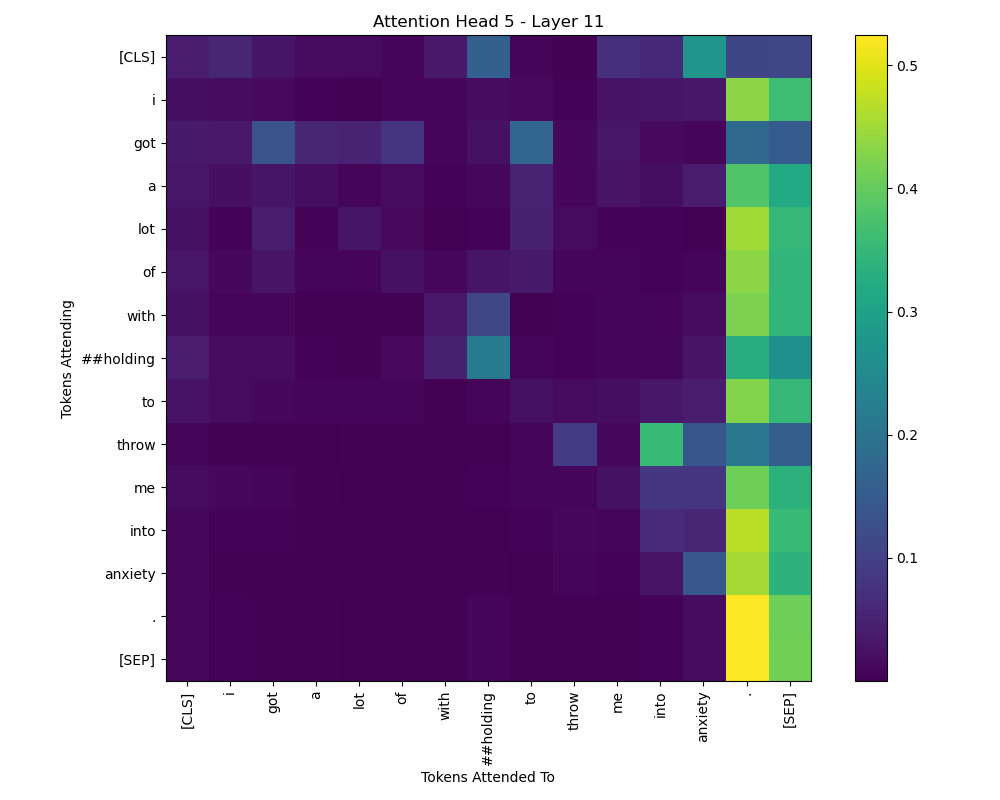 Attention Head 5 - Layer 11
Tokens Attending
[CLS]
i
got
a
lot
of
with
##holding
to
throw
me
into
anxiety
.
[SEP]
[CLS]
i
got
a
lot
of
with
##holding
to
throw
me
into
anxiety
.
[SEP]
Tokens Attended To
0.5
0.4
0.3
0.2
0.1